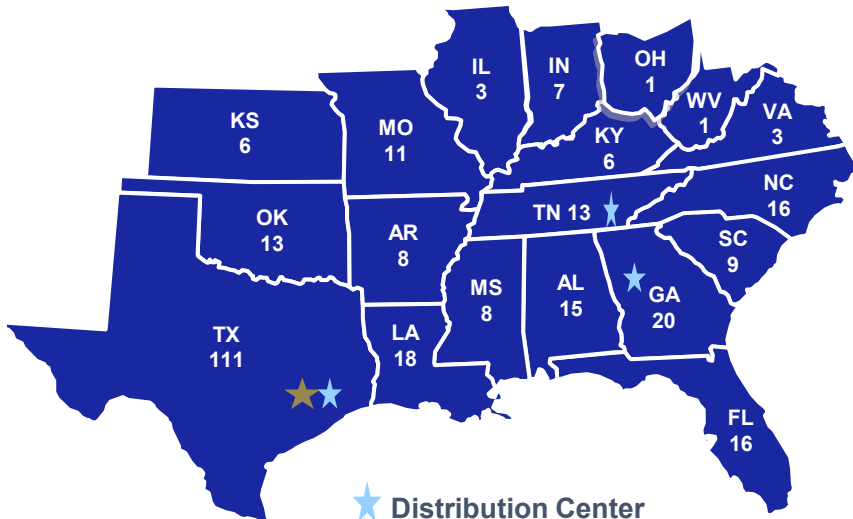 IL
3
IN
7
OH
1
WV
1
VA
3
KS
6
MO
11
KY
6
NC
16
OK
13
AR
8
TN 13
SC
9
MS
8
AL
15
GA
20
TX
111
LA
18
FL
16
Distribution Center